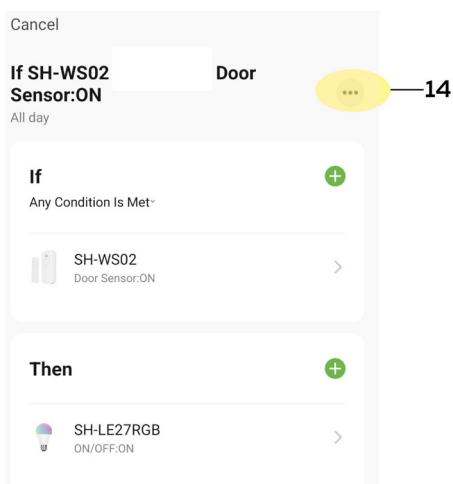 Cancel
If SH-WS02 Door
Sensor:ON
All day
14
If
Any Condition Is Met
SH-WS02
Door Sensor:ON
Then
SH-LE27RGB
ON/OFF:ON